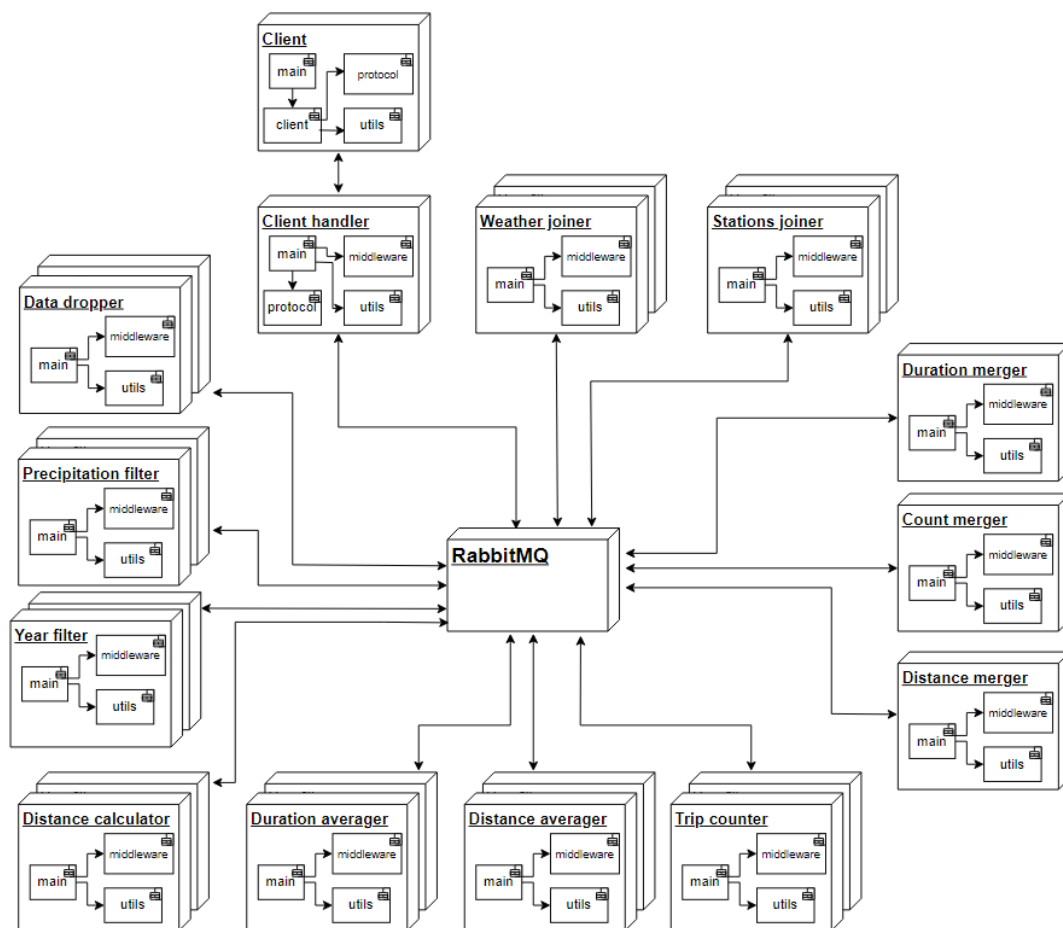 Client
main
protocol
client
utils
Client handler
main
middleware
protocol
utils
Weather joiner
middleware
main
utils
Stations joiner
middleware
main
utils
Data dropper
middleware
main
utils
Duration merger
middleware
main
utils
Precipitation filter
middleware
main
utils
Count merger
middleware
main
utils
RabbitMQ
Year filter
middleware
main
utils
Distance merger
middleware
main
utils
Distance calculator
middleware
main
utils
Duration averager
middleware
main
utils
Distance averager
middleware
main
utils
Trip counter
middleware
main
utils